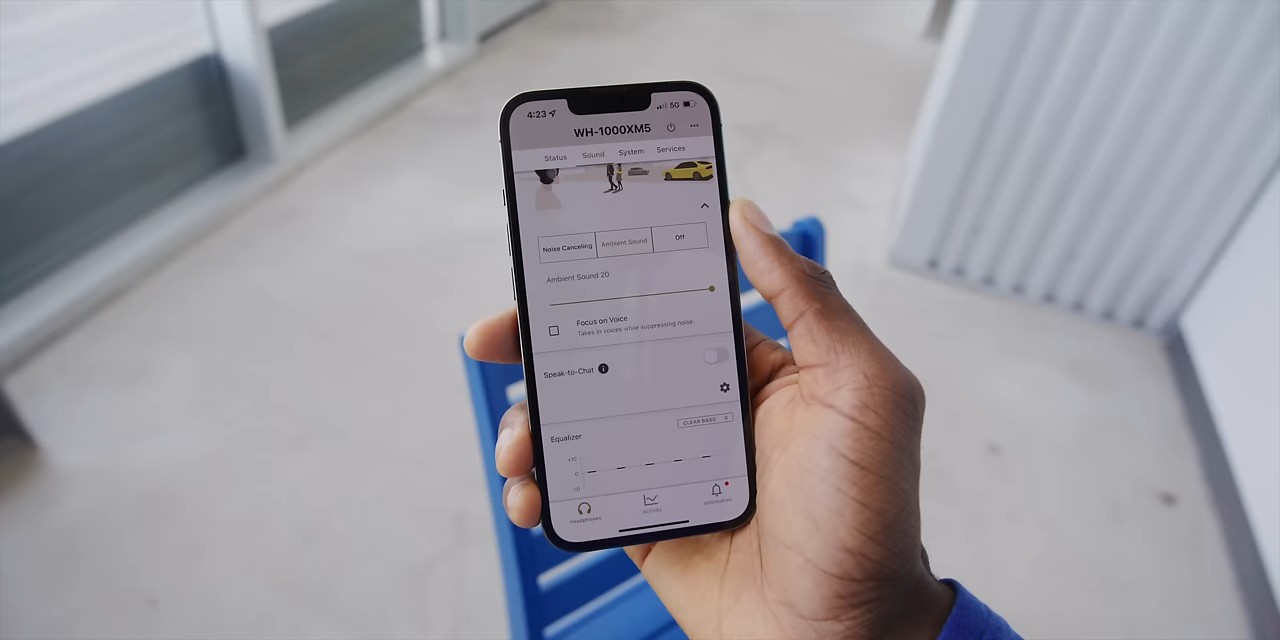 4:23 5G
WH-1000XM5
Status Sound System Services
Noise Canceling Ambient Sound Off
Ambient Sound 20
Focus on Voice
Takes in voices while suppressing noise.
Speak-to-Chat
Equalizer CLEAR BASS 0
+10
0
-10
Headphones Activity Information